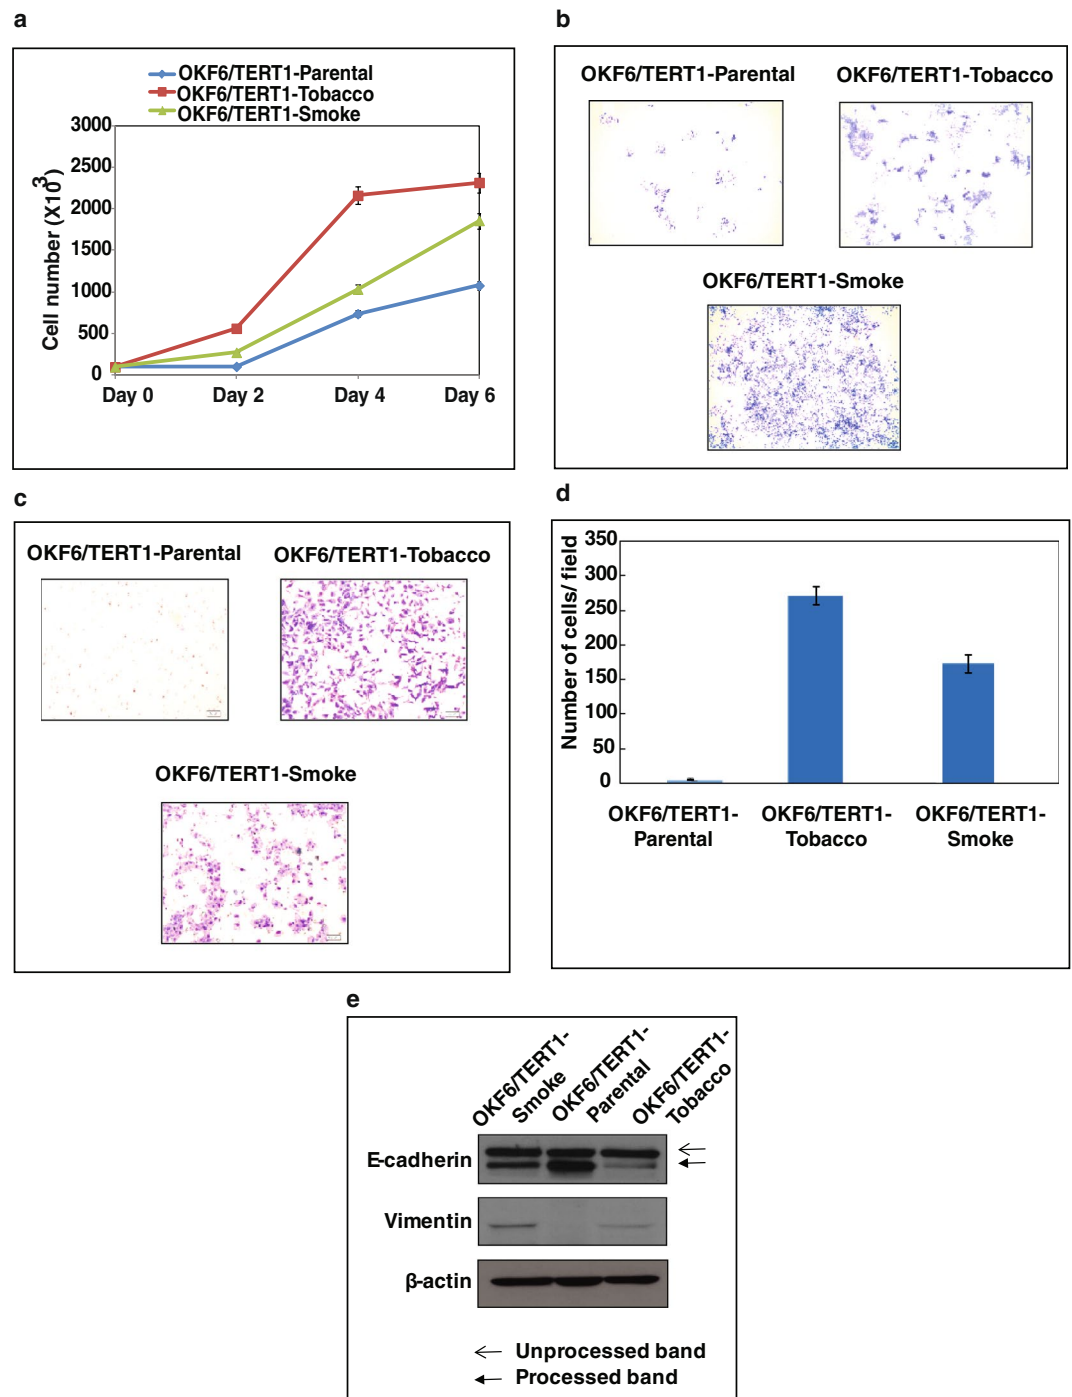 a
OKF6/TERT1-Parental
OKF6/TERT1-Tobacco
OKF6/TERT1-Smoke
Cell number (X10³)
3000
2500
2000
1500
1000
500
0
Day 0 Day 2 Day 4 Day 6
b
OKF6/TERT1-Parental
OKF6/TERT1-Tobacco
OKF6/TERT1-Smoke
c
OKF6/TERT1-Parental
OKF6/TERT1-Tobacco
OKF6/TERT1-Smoke
d
Number of cells/ field
350
300
250
200
150
100
50
0
OKF6/TERT1-
Parental
OKF6/TERT1-
Tobacco
OKF6/TERT1-
Smoke
e
OKF6/TERT1-
Smoke
OKF6/TERT1-
Parental
OKF6/TERT1-
Tobacco
E-cadherin
Vimentin
β-actin
Unprocessed band
Processed band